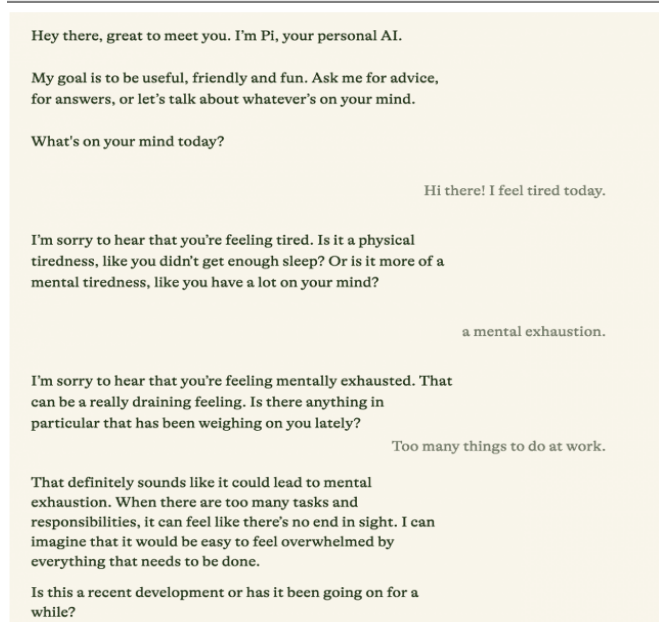 Hey there, great to meet you. I'm Pi, your personal AI.
My goal is to be useful, friendly and fun. Ask me for advice,
for answers, or let's talk about whatever's on your mind.
What's on your mind today?
Hi there! I feel tired today.
I'm sorry to hear that you're feeling tired. Is it a physical
tiredness, like you didn't get enough sleep? Or is it more of a
mental tiredness, like you have a lot on your mind?
a mental exhaustion.
I'm sorry to hear that you're feeling mentally exhausted. That
can be a really draining feeling. Is there anything in
particular that has been weighing on you lately?
Too many things to do at work.
That definitely sounds like it could lead to mental
exhaustion. When there are too many tasks and
responsibilities, it can feel like there's no end in sight. I can
imagine that it would be easy to feel overwhelmed by
everything that needs to be done.
Is this a recent development or has it been going on for a
while?